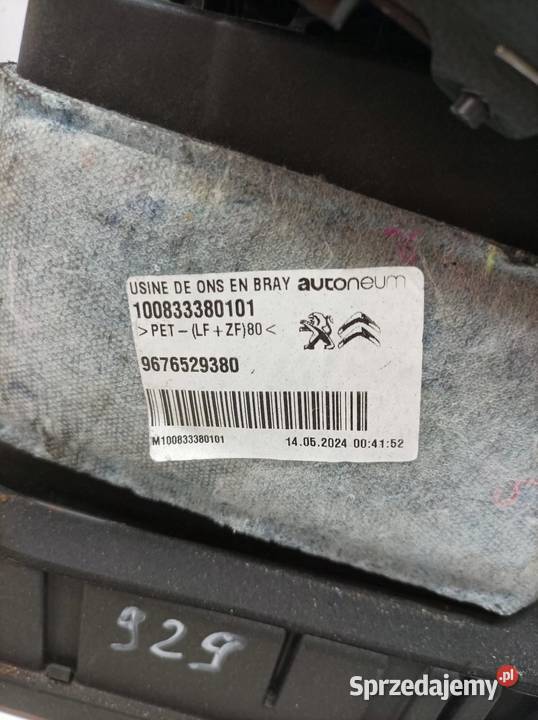 USINE DE ONS EN BRAY autoneum
100833380101
>PET-(LF+ZF)80<
9676529380
M100833380101 14.05.2024 00:41:52
929
Sprzedajemy.pl